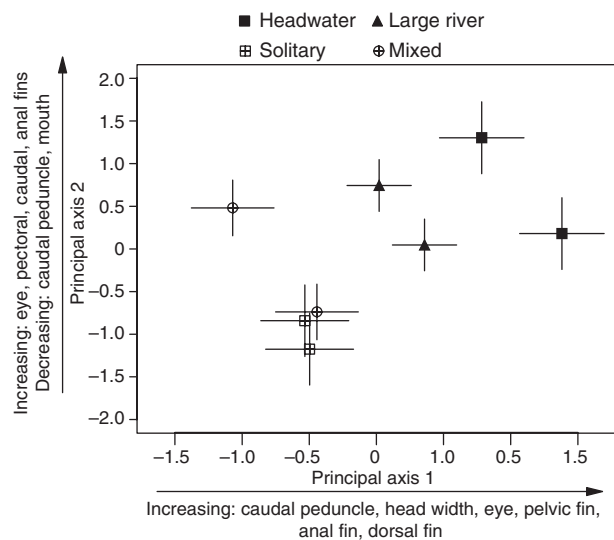 Headwater Large river
Solitary Mixed
Increasing: eye, pectoral, caudal, anal fins
Decreasing: caudal peduncle, mouth
Principal axis 2
2.0
1.5
1.0
0.5
0
−0.5
−1.0
−1.5
−2.0
−1.5 −1.0 −0.5 0 1.0 0.5 1.5
Principal axis 1
Increasing: caudal peduncle, head width, eye, pelvic fin,
anal fin, dorsal fin